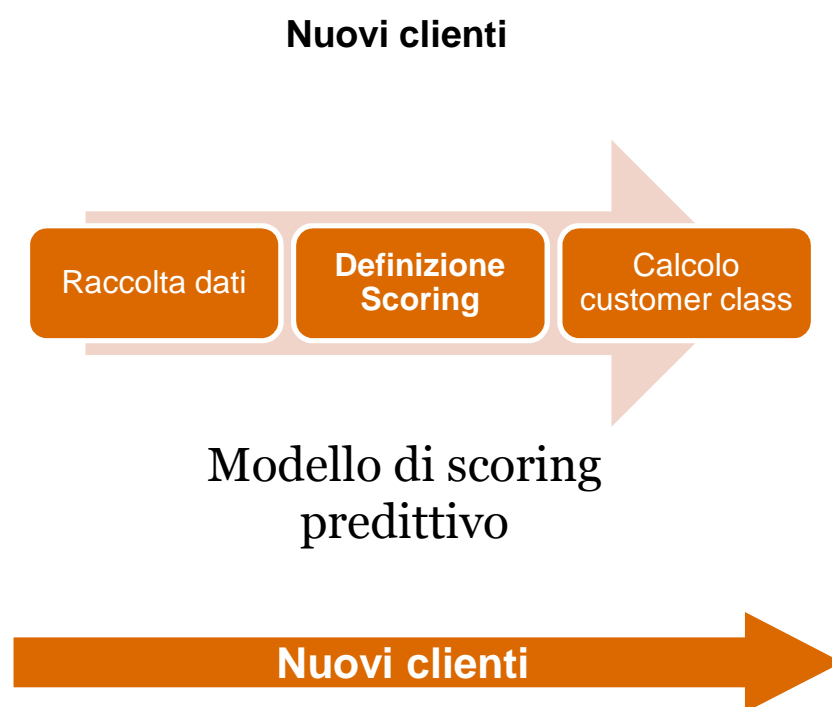 Nuovi clienti
Raccolta dati
Definizione
Scoring
Calcolo
customer class
Modello di scoring
predittivo
Nuovi clienti